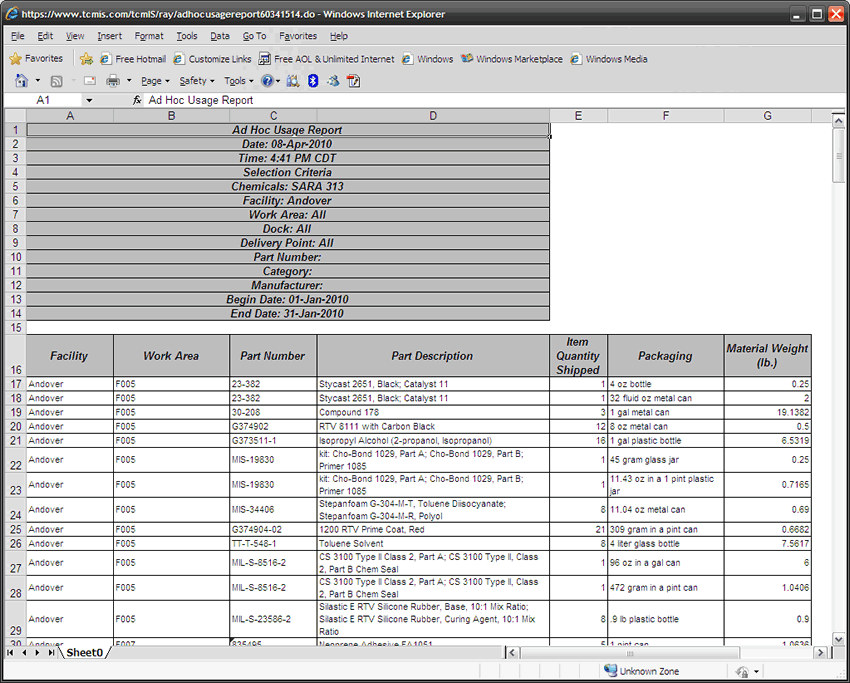 https://www.tcmis.com/tcmIS/ray/adhocusagereport60341514.do - Windows Internet Explorer
File Edit View Insert Format Tools Data Go To Favorites Help
Favorites Free Hotmail Customize Links Free AOL & Unlimited Internet Windows Windows Marketplace Windows Media
Page Safety Tools
A1 fx Ad Hoc Usage Report
A B C D E F G
1 Ad Hoc Usage Report
2 Date: 08-Apr-2010
3 Time: 4:41 PM CDT
4 Selection Criteria
5 Chemicals: SARA 313
6 Facility: Andover
7 Work Area: All
8 Dock: All
9 Delivery Point: All
10 Part Number:
11 Category:
12 Manufacturer:
13 Begin Date: 01-Jan-2010
14 End Date: 31-Jan-2010
15
Item
Facility Work Area Part Number Part Description Quantity Packaging Material Weight
16 Shipped (lb.)
17 Andover F005 23-382 Stycast 2651, Black; Catalyst 11 1 4 oz bottle 0.25
18 Andover F005 23-382 Stycast 2651, Black; Catalyst 11 1 32 fluid oz metal can 2
19 Andover F005 30-208 Compound 178 3 1 gal metal can 19.1382
20 Andover F005 G374902 RTV 8111 with Carbon Black 12 8 oz metal can 0.5
21 Andover F005 G373511-1 Isopropyl Alcohol (2-propanol, Isopropanol) 16 1 gal plastic bottle 6.5319
kit: Cho-Bond 1029, Part A; Cho-Bond 1029, Part B;
22 Andover F005 MIS-19830 Primer 1085 1 45 gram glass jar 0.25
kit: Cho-Bond 1029, Part A; Cho-Bond 1029, Part B; 11.43 oz in a 1 pint plastic
23 Andover F005 MIS-19830 Primer 1085 1 jar 0.7165
Stepanfoam G-304-M-T, Toluene Diisocyanate;
24 Andover F005 MIS-34406 Stepanfoam G-304-M-R, Polyol 8 11.04 oz metal can 0.69
25 Andover F005 G374904-02 1200 RTV Prime Coat, Red 21 309 gram in a pint can 0.6682
26 Andover F005 TT-T-548-1 Toluene Solvent 8 4 liter glass bottle 7.5617
CS 3100 Type II Class 2, Part A; CS 3100 Type II, Class
27 Andover F005 MIL-S-8516-2 2, Part B Chem Seal 1 96 oz in a gal can 6
CS 3100 Type II Class 2, Part A; CS 3100 Type II, Class
28 Andover F005 MIL-S-8516-2 2, Part B Chem Seal 1 472 gram in a pint can 1.0406
Silastic E RTV Silicone Rubber, Base, 10:1 Mix Ratio;
Andover F005 MIL-S-23586-2 Silastic E RTV Silicone Rubber, Curing Agent, 10:1 Mix 8 .9 lb plastic bottle 0.9
29 Ratio
30 Andover F007 835495 Neoprene Adhesive EA1051 5 1 pint can 1.0636
Sheet0
Unknown Zone